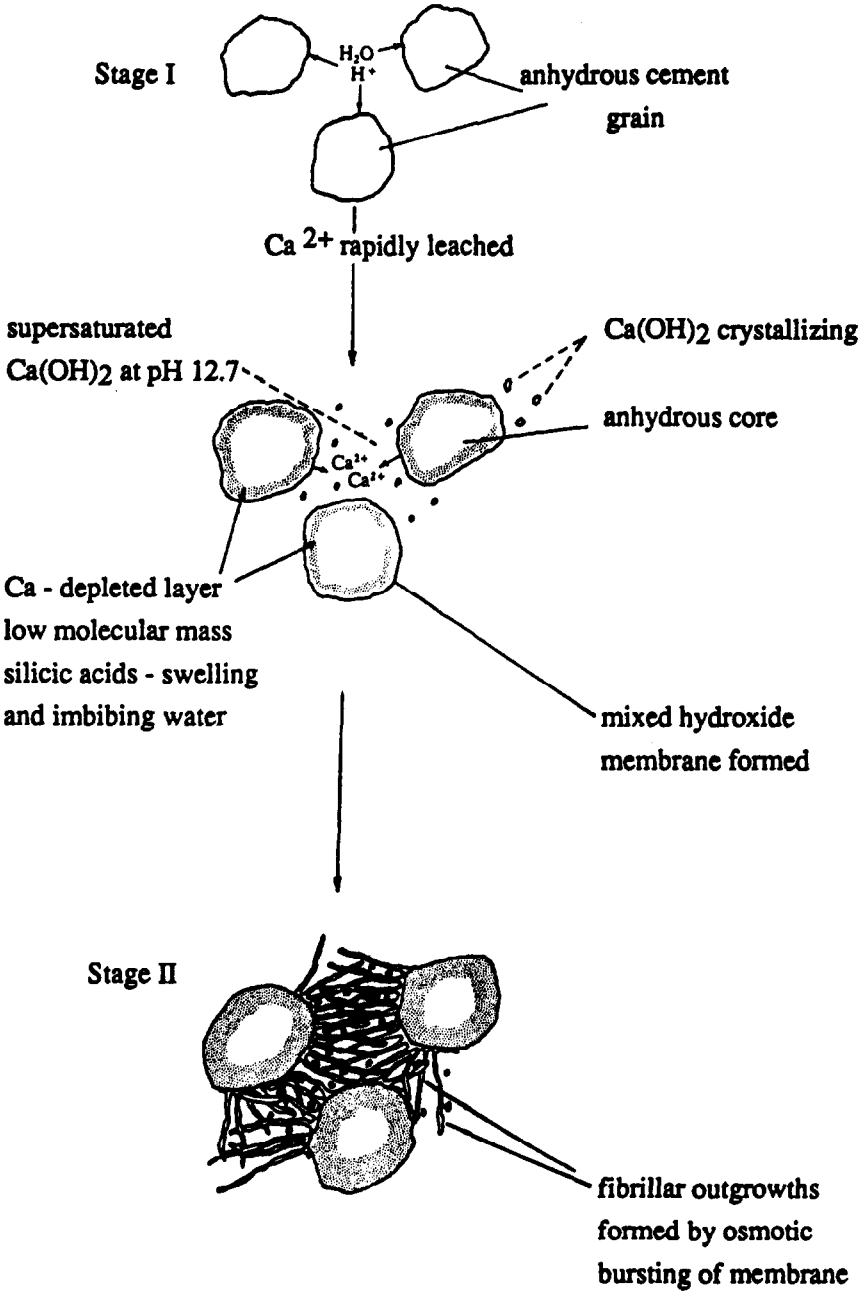 Stage I
H₂O
H⁺
anhydrous cement
grain
Ca 2+ rapidly leached
supersaturated
Ca(OH)2 at pH 12.7
Ca(OH)2 crystallizing
anhydrous core
Ca²⁺
Ca²⁺
Ca - depleted layer
low molecular mass
silicic acids - swelling
and imbibing water
mixed hydroxide
membrane formed
Stage II
fibrillar outgrowths
formed by osmotic
bursting of membrane